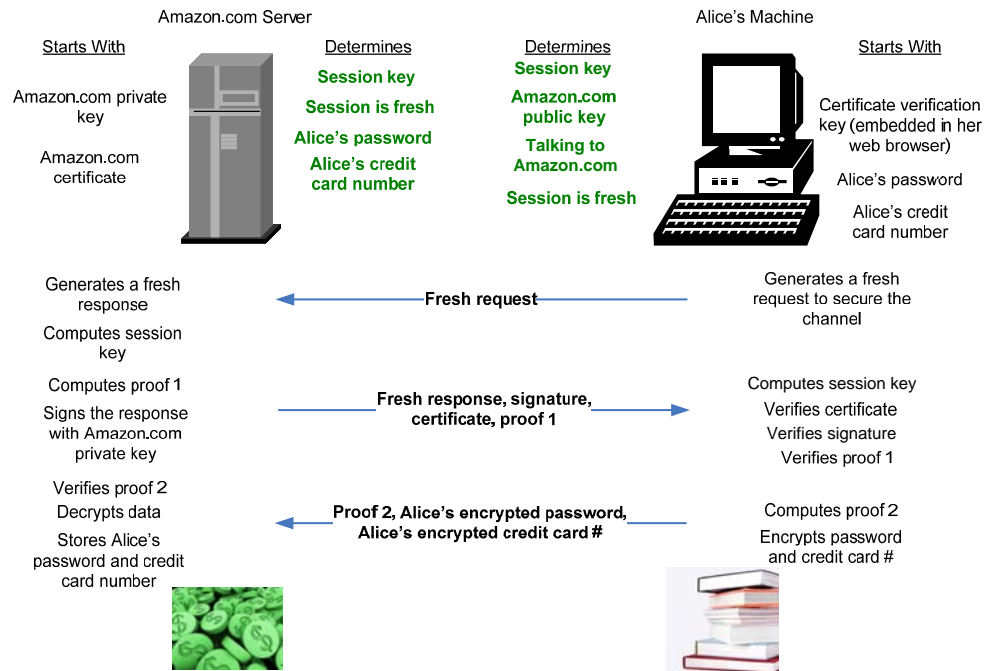 Amazon.com Server
Alice's Machine
Starts With
Determines
Determines
Starts With
Amazon.com private
key
Amazon.com
certificate
Session key
Session is fresh
Alice's password
Alice's credit
card number
Session key
Amazon.com
public key
Talking to
Amazon.com
Session is fresh
Certificate verification
key (embedded in her
web browser)
Alice's password
Alice's credit
card number
Generates a fresh
response
Computes session
key
Fresh request
Generates a fresh
request to secure the
channel
Computes proof 1
Signs the response
with Amazon.com
private key
Fresh response, signature,
certificate, proof 1
Computes session key
Verifies certificate
Verifies signature
Verifies proof 1
Verifies proof 2
Decrypts data
Stores Alice's
password and credit
card number
Proof 2, Alice's encrypted password,
Alice's encrypted credit card #
Computes proof 2
Encrypts password
and credit card #